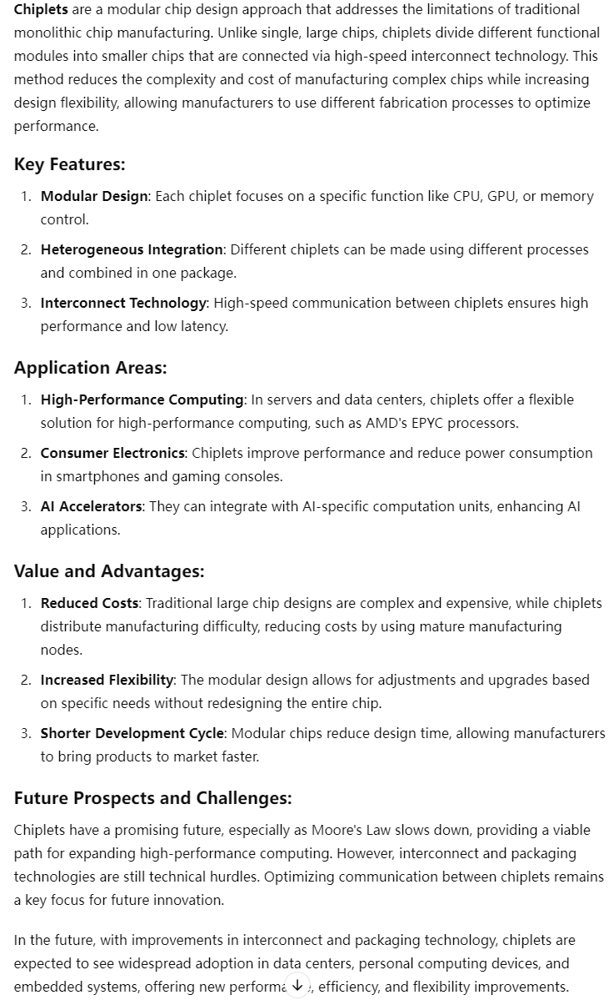 Chiplets are a modular chip design approach that addresses the limitations of traditional
monolithic chip manufacturing. Unlike single, large chips, chiplets divide different functional
modules into smaller chips that are connected via high-speed interconnect technology. This
method reduces the complexity and cost of manufacturing complex chips while increasing
design flexibility, allowing manufacturers to use different fabrication processes to optimize
performance.
Key Features:
1. Modular Design: Each chiplet focuses on a specific function like CPU, GPU, or memory
control.
2. Heterogeneous Integration: Different chiplets can be made using different processes
and combined in one package.
3. Interconnect Technology: High-speed communication between chiplets ensures high
performance and low latency.
Application Areas:
1. High-Performance Computing: In servers and data centers, chiplets offer a flexible
solution for high-performance computing, such as AMD's EPYC processors.
2. Consumer Electronics: Chiplets improve performance and reduce power consumption
in smartphones and gaming consoles.
3. AI Accelerators: They can integrate with AI-specific computation units, enhancing AI
applications.
Value and Advantages:
1. Reduced Costs: Traditional large chip designs are complex and expensive, while chiplets
distribute manufacturing difficulty, reducing costs by using mature manufacturing
nodes.
2. Increased Flexibility: The modular design allows for adjustments and upgrades based
on specific needs without redesigning the entire chip.
3. Shorter Development Cycle: Modular chips reduce design time, allowing manufacturers
to bring products to market faster.
Future Prospects and Challenges:
Chiplets have a promising future, especially as Moore's Law slows down, providing a viable
path for expanding high-performance computing. However, interconnect and packaging
technologies are still technical hurdles. Optimizing communication between chiplets remains
a key focus for future innovation.
In the future, with improvements in interconnect and packaging technology, chiplets are
expected to see widespread adoption in data centers, personal computing devices, and
embedded systems, offering new efficiency, and flexibility improvements.